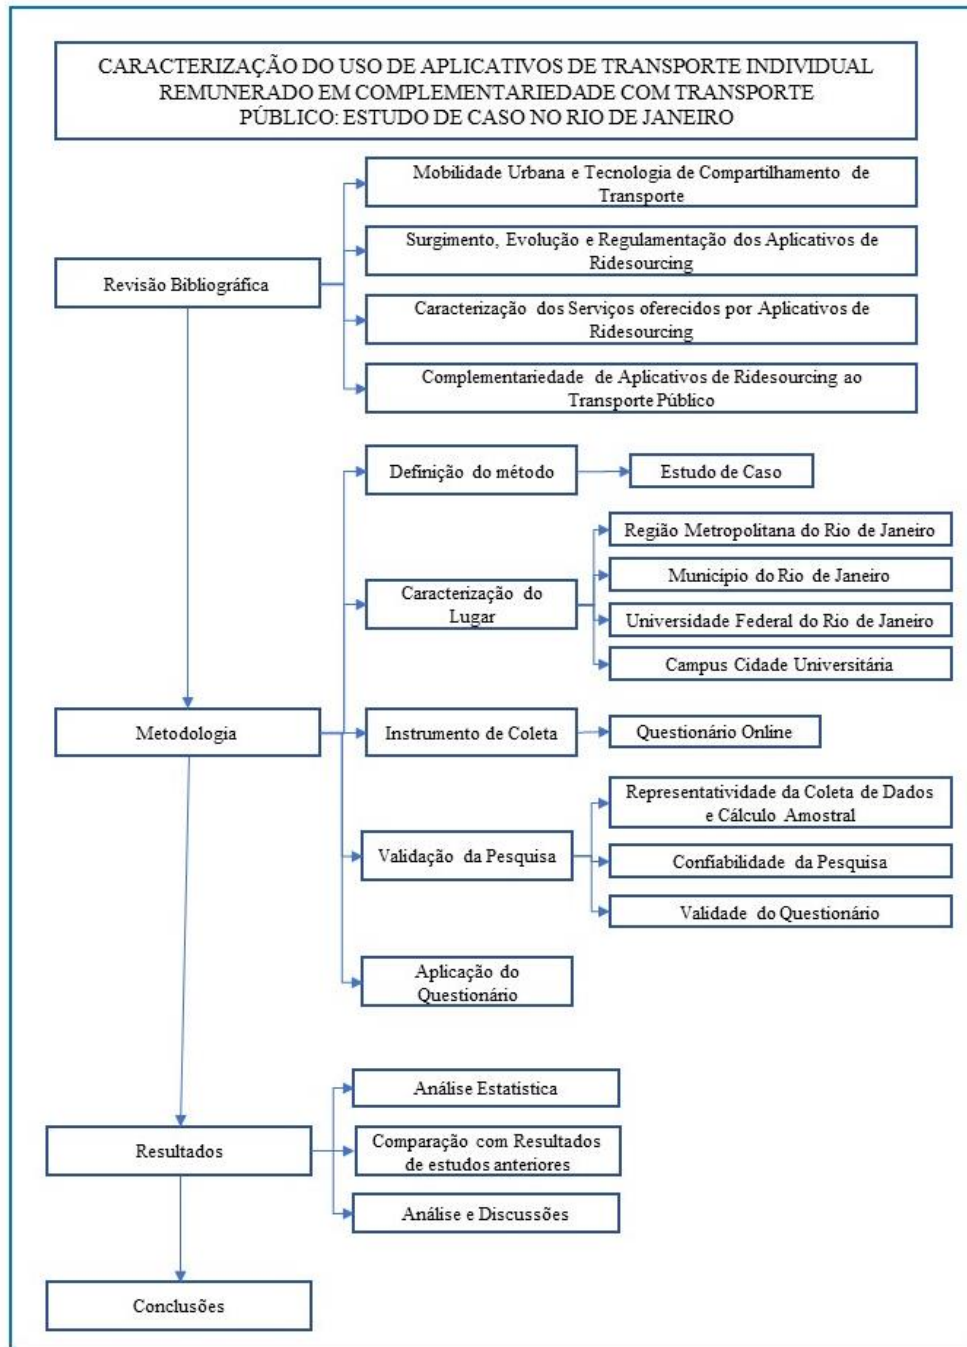 CARACTERIZAÇÃO DO USO DE APLICATIVOS DE TRANSPORTE INDIVIDUAL
REMUNERADO EM COMPLEMENTARIEDADE COM TRANSPORTE
PÚBLICO: ESTUDO DE CASO NO RIO DE JANEIRO
Revisão Bibliográfica
Mobilidade Urbana e Tecnologia de Compartilhamento de
Transporte
Surgimento, Evolução e Regulamentação dos Aplicativos de
Ridesourcing
Caracterização dos Serviços oferecidos por Aplicativos de
Ridesourcing
Complementariedade de Aplicativos de Ridesourcing ao
Transporte Público
Metodologia
Definição do método
Estudo de Caso
Caracterização do
Lugar
Região Metropolitana do Rio de Janeiro
Município do Rio de Janeiro
Universidade Federal do Rio de Janeiro
Campus Cidade Universitária
Instrumento de Coleta
Questionário Online
Validação da Pesquisa
Representatividade da Coleta de Dados
e Cálculo Amostral
Confiabilidade da Pesquisa
Validade do Questionário
Aplicação do
Questionário
Resultados
Análise Estatistica
Comparação com Resultados
de estudos anteriores
Análise e Discussões
Conclusões